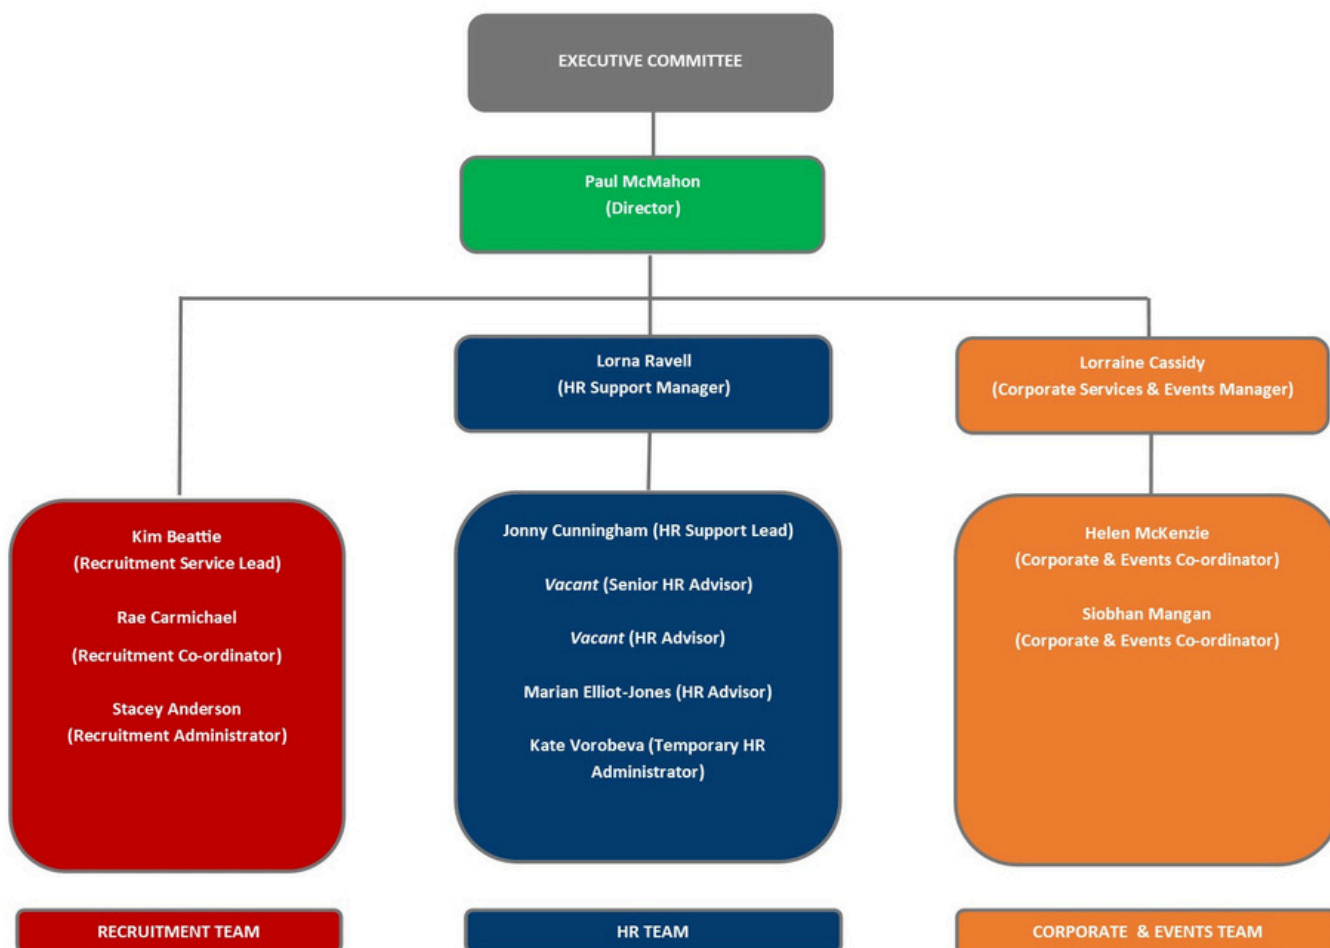 EXECUTIVE COMMITTEE
Paul McMahon
(Director)
Lorna Ravell
(HR Support Manager)
Lorraine Cassidy
(Corporate Services & Events Manager)
Kim Beattie
(Recruitment Service Lead)
Rae Carmichael
(Recruitment Co-ordinator)
Stacey Anderson
(Recruitment Administrator)
Jonny Cunningham (HR Support Lead)
Vacant (Senior HR Advisor)
Vacant (HR Advisor)
Marian Elliot-Jones (HR Advisor)
Kate Vorobeva (Temporary HR
Administrator)
Helen McKenzie
(Corporate & Events Co-ordinator)
Siobhan Mangan
(Corporate & Events Co-ordinator)
RECRUITMENT TEAM
HR TEAM
CORPORATE & EVENTS TEAM